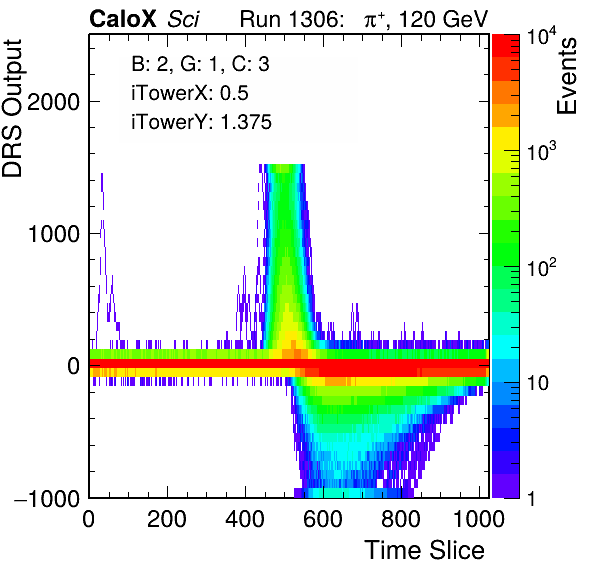 CaloX Sci Run 1306: π⁺, 120 GeV
B: 2, G: 1, C: 3
iTowerX: 0.5
iTowerY: 1.375
DRS Output
2000
1000
0
−1000
0 200 400 600 800 1000
Time Slice
Events
10⁴
10³
10²
10
1